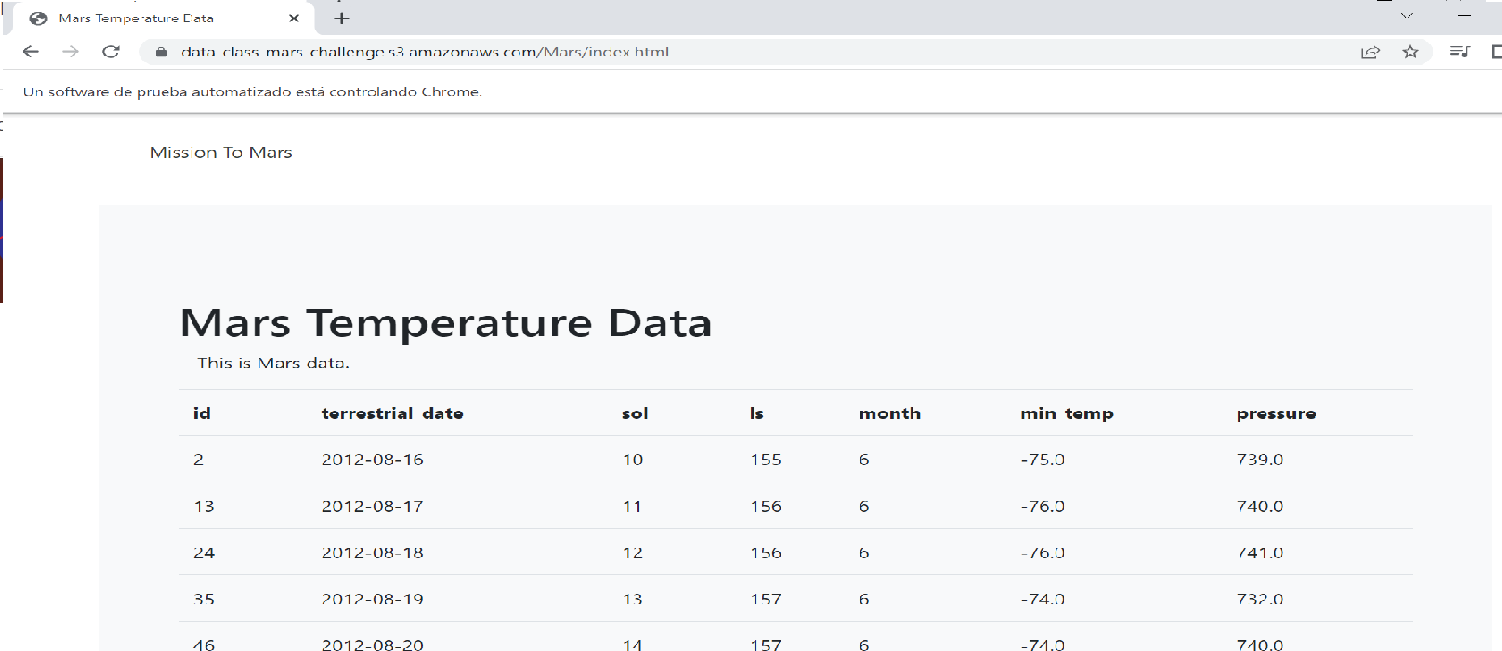 Mars Temperature Data
data-class-mars-challenge.s3.amazonaws.com/Mars/index.html
Un software de prueba automatizado está controlando Chrome.
Mission To Mars
Mars Temperature Data
This is Mars data.
id terrestrial_date sol ls month min_temp pressure
2 2012-08-16 10 155 6 -75.0 739.0
13 2012-08-17 11 156 6 -76.0 740.0
24 2012-08-18 12 156 6 -76.0 741.0
35 2012-08-19 13 157 6 -74.0 732.0
46 2012-08-20 14 157 6 -74.0 740.0